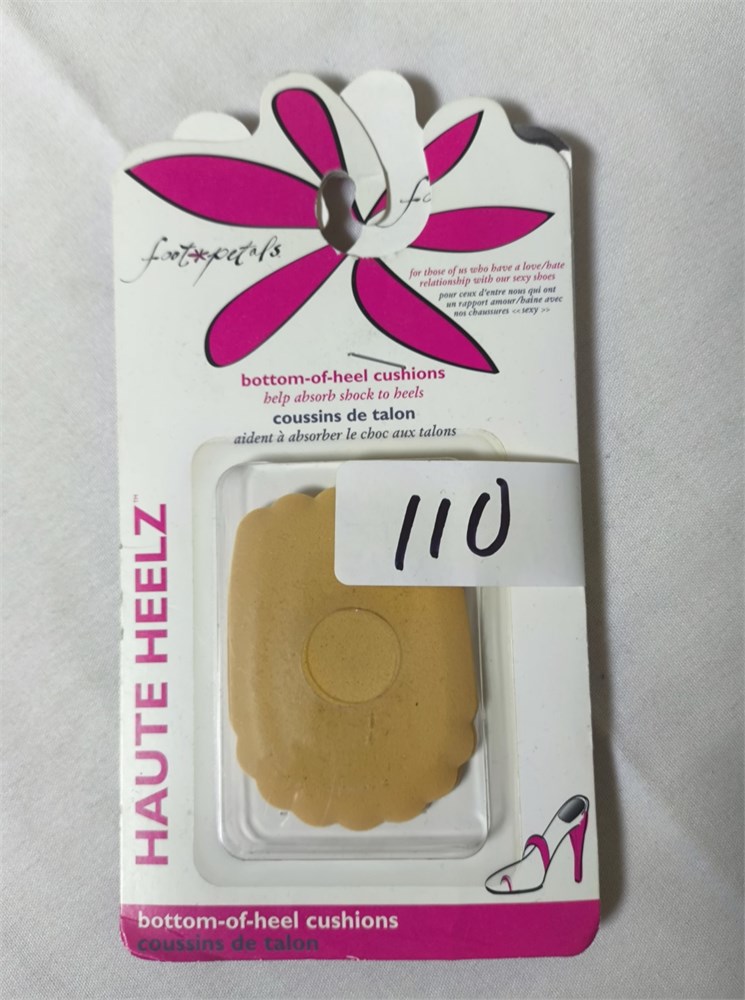 foot*petals
fo
for those of us who have a love/hate
relationship with our sexy shoes
pour ceux d'entre nous qui ont
un rapport amour/haine avec
nos chaussures <<sexy>>
bottom-of-heel cushions
help absorb shock to heels
coussins de talon
aident à absorber le choc aux talons
110
HAUTE HEELZ™
bottom-of-heel cushions
coussins de talon